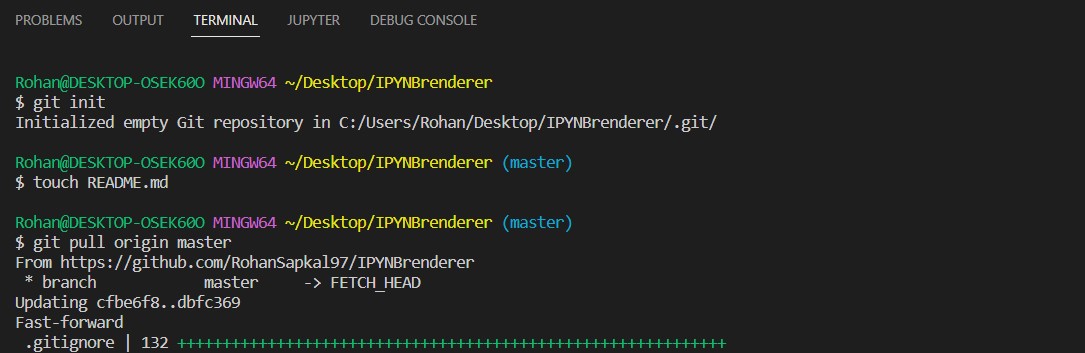 PROBLEMS OUTPUT TERMINAL JUPYTER DEBUG CONSOLE
Rohan@DESKTOP-OSEK60O MINGW64 ~/Desktop/IPYNBrenderer
$ git init
Initialized empty Git repository in C:/Users/Rohan/Desktop/IPYNBrenderer/.git/
Rohan@DESKTOP-OSEK60O MINGW64 ~/Desktop/IPYNBrenderer (master)
$ touch README.md
Rohan@DESKTOP-OSEK60O MINGW64 ~/Desktop/IPYNBrenderer (master)
$ git pull origin master
From https://github.com/RohanSapkal97/IPYNBrenderer
 * branch            master     -> FETCH_HEAD
Updating cfbe6f8..dbfc369
Fast-forward
 .gitignore | 132 +++++++++++++++++++++++++++++++++++++++++++++++++++++++++++++